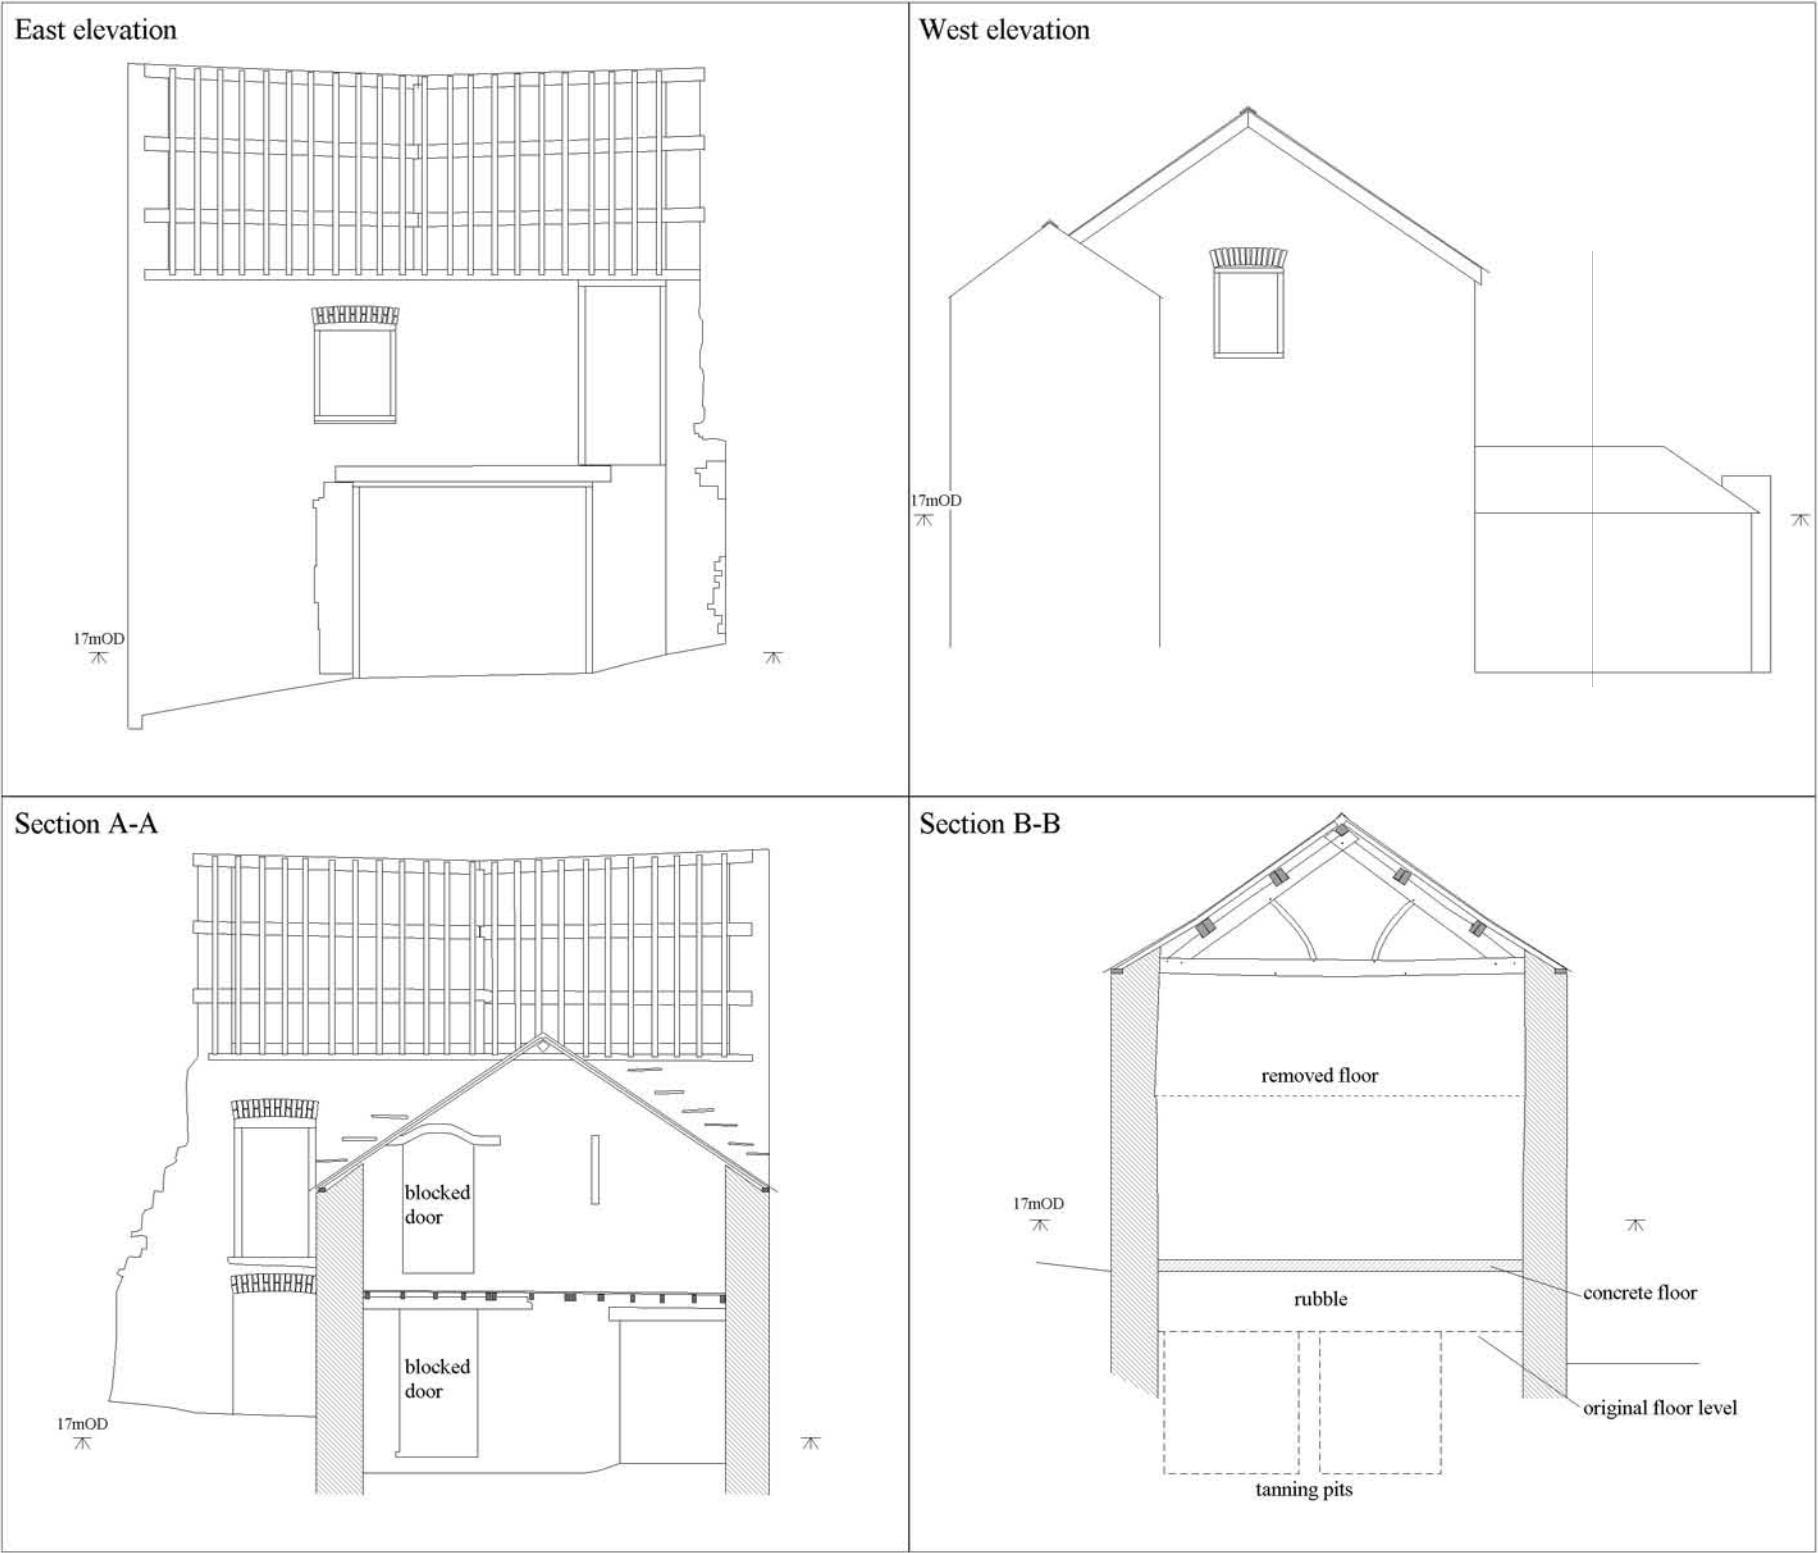 East elevation
17mOD
West elevation
17mOD
Section A-A
blocked
door
blocked
door
17mOD
Section B-B
removed floor
17mOD
concrete floor
rubble
original floor level
tanning pits